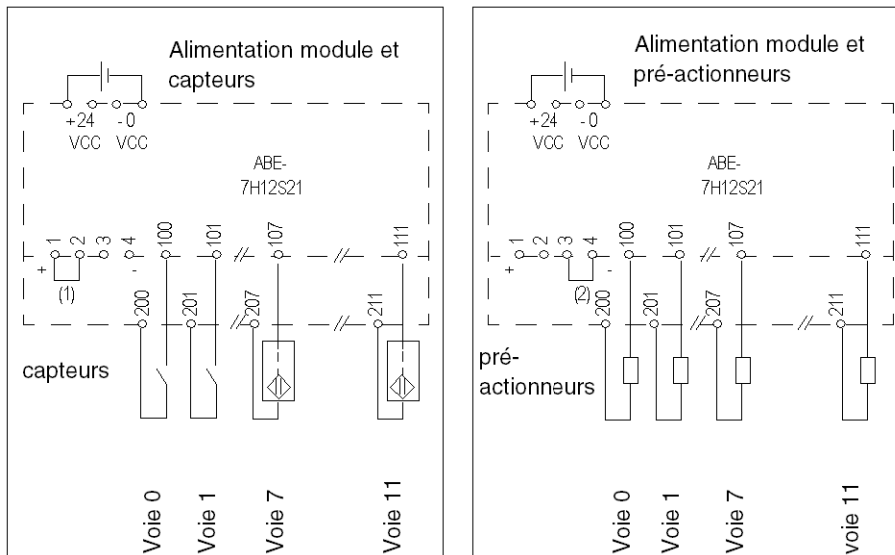 Alimentation module et
capteurs
+24 -0
VCC VCC
ABE-
7H12S21
1 2 3 4 100 101 107 111
+ -
(1)
200 201 207 211
capteurs
Voie 0 Voie 1 Voie 7 Voie 11
Alimentation module et
pré-actionneurs
+24 -0
VCC VCC
ABE-
7H12S21
1 2 3 4 100 101 107 111
+ -
(2)
200 201 207 211
pré-
actionneurs
Voie 0 Voie 1 Voie 7 Voie 11